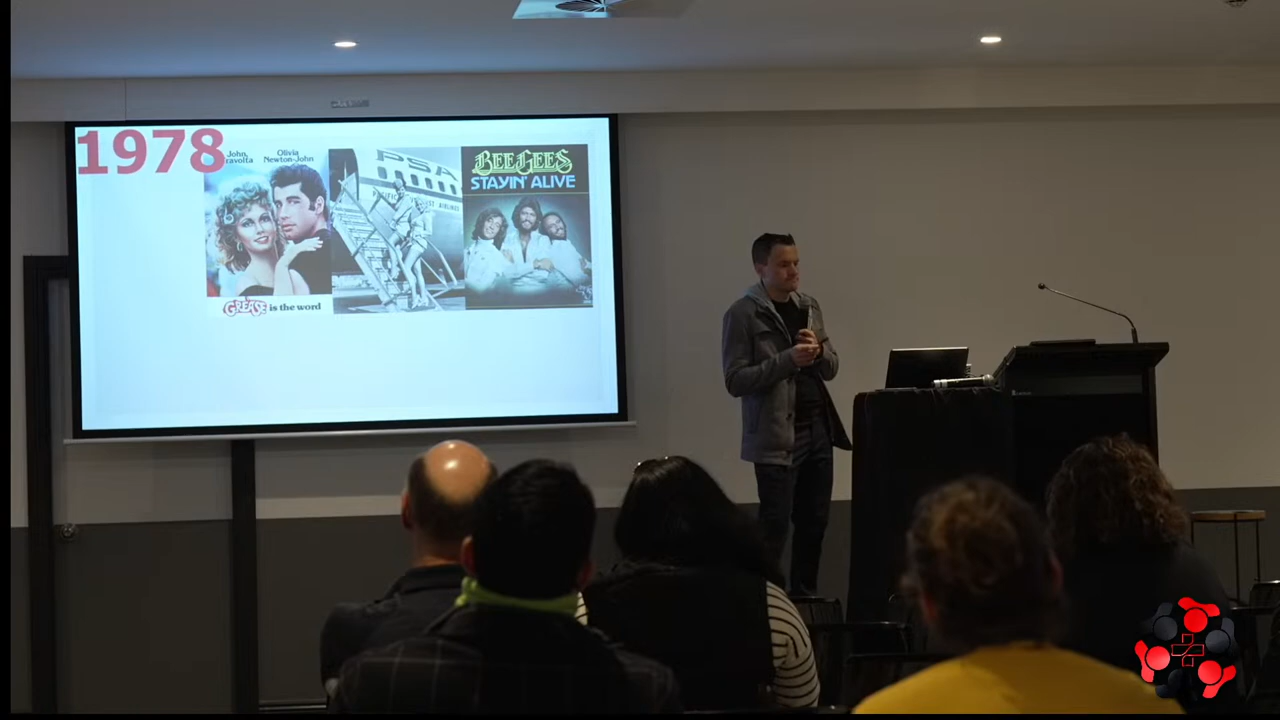 1978
John
Travolta
Olivia
Newton-John
GREASE is the word
PSA
BEE GEES
STAYIN' ALIVE